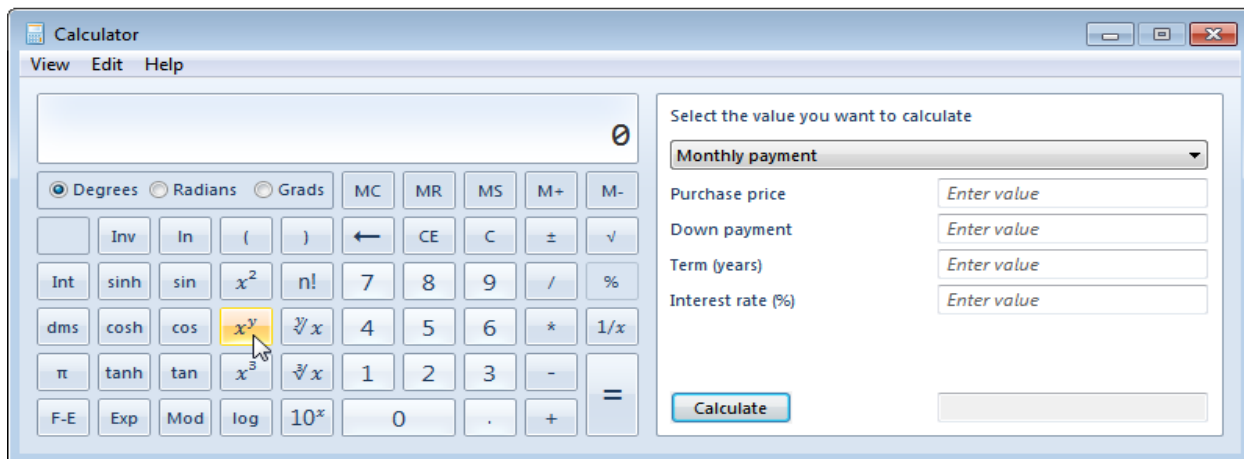 Calculator
View Edit Help
0
Select the value you want to calculate
Monthly payment
Degrees Radians Grads MC MR MS M+ M-
Purchase price Enter value
Inv ln ( ) ← CE C ± √
Down payment Enter value
Int sinh sin x² n! 7 8 9 / %
Term (years) Enter value
dms cosh cos xʸ ʸ√x 4 5 6 * 1/x
Interest rate (%) Enter value
π tanh tan x³ ³√x 1 2 3 - =
F-E Exp Mod log 10ˣ 0 . +
Calculate